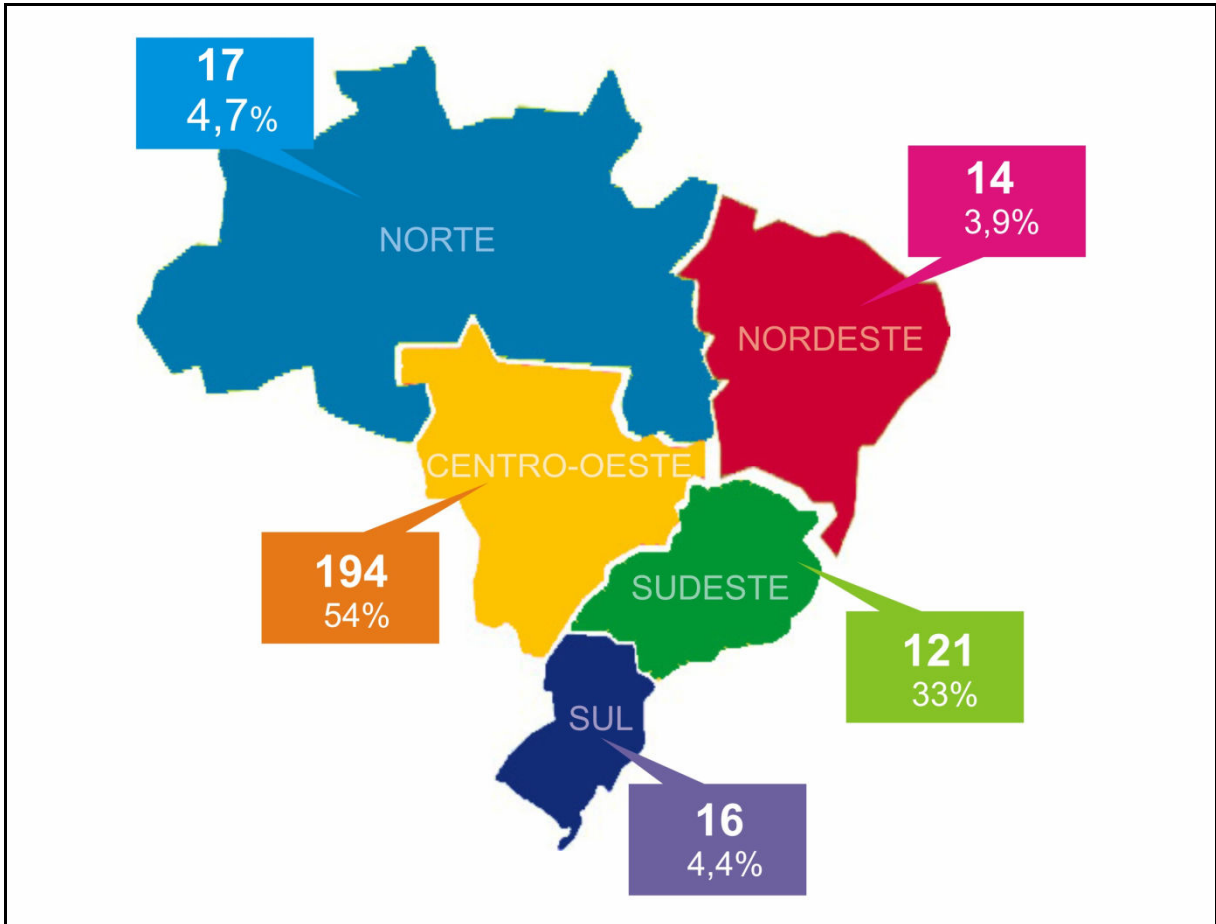 17
4,7%
NORTE
14
3,9%
NORDESTE
CENTRO-OESTE
194
54%
SUDESTE
121
33%
SUL
16
4,4%